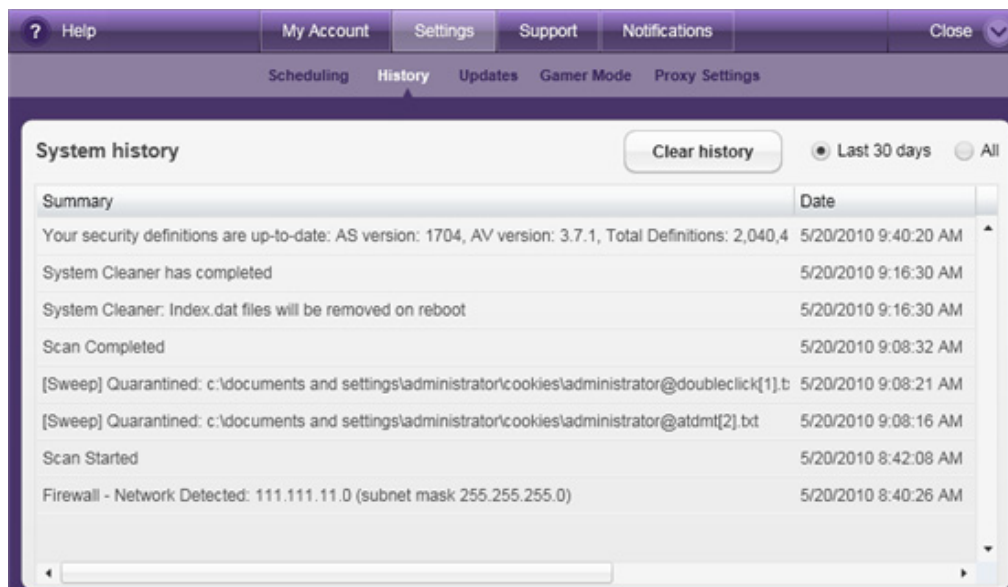 ? Help My Account Settings Support Notifications Close
Scheduling History Updates Gamer Mode Proxy Settings
System history Clear history Last 30 days All
Summary Date
Your security definitions are up-to-date: AS version: 1704, AV version: 3.7.1, Total Definitions: 2,040,4 5/20/2010 9:40:20 AM
System Cleaner has completed 5/20/2010 9:16:30 AM
System Cleaner: Index.dat files will be removed on reboot 5/20/2010 9:16:30 AM
Scan Completed 5/20/2010 9:08:32 AM
[Sweep] Quarantined: c:\documents and settings\administrator\cookies\administrator@doubleclick[1].t 5/20/2010 9:08:21 AM
[Sweep] Quarantined: c:\documents and settings\administrator\cookies\administrator@atdmt[2].txt 5/20/2010 9:08:16 AM
Scan Started 5/20/2010 8:42:08 AM
Firewall - Network Detected: 111.111.11.0 (subnet mask 255.255.255.0) 5/20/2010 8:40:26 AM